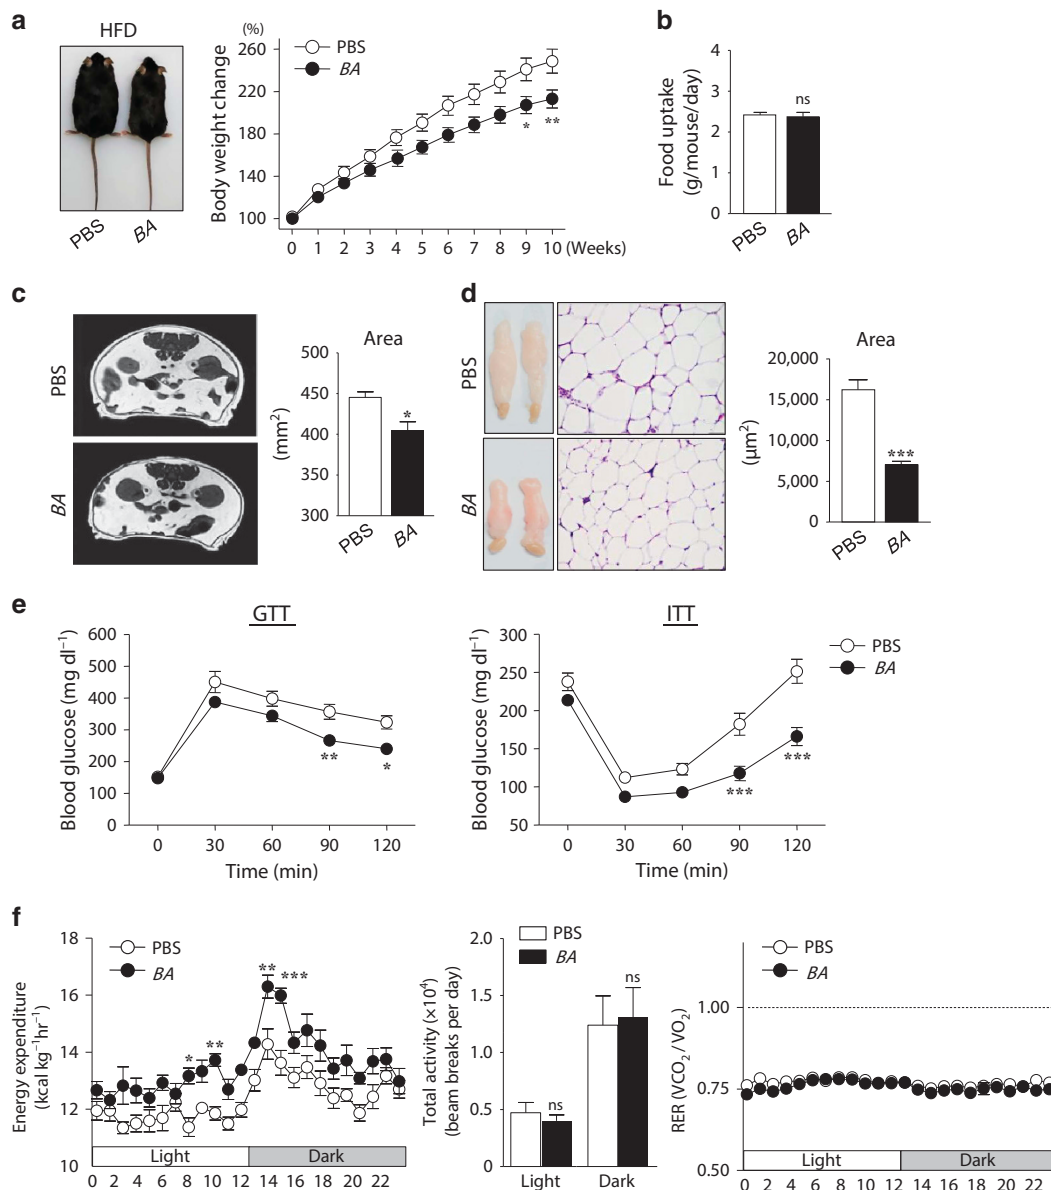 a
HFD
PBS
BA
(%)
PBS
BA
Body weight change
260
220
180
140
100
* **
0 1 2 3 4 5 6 7 8 9 10 (Weeks)
b
Food uptake
(g/mouse/day)
4
3
2
1
0
ns
PBS
BA
c
PBS
BA
Area
(mm²)
500
450
400
350
300
*
PBS
BA
d
PBS
BA
Area
(µm²)
20,000
15,000
10,000
5,000
0
***
PBS
BA
e
GTT
Blood glucose (mg dl⁻¹)
600
500
400
300
200
100
0
**
*
0 30 60 90 120
Time (min)
ITT
Blood glucose (mg dl⁻¹)
300
250
200
150
100
50
***
***
0 30 60 90 120
Time (min)
PBS
BA
f
Energy expenditure
(kcal kg⁻¹hr⁻¹)
18
16
14
12
10
PBS
BA
* ** ** ***
Light Dark
0 2 4 6 8 10 12 14 16 18 20 22
Total activity (×10⁴)
(beam breaks per day)
2.0
1.5
1.0
0.5
0
PBS
BA
ns
ns
Light Dark
RER (VCO₂ / VO₂)
1.00
0.75
0.50
PBS
BA
Light Dark
0 2 4 6 8 10 12 14 16 18 20 22